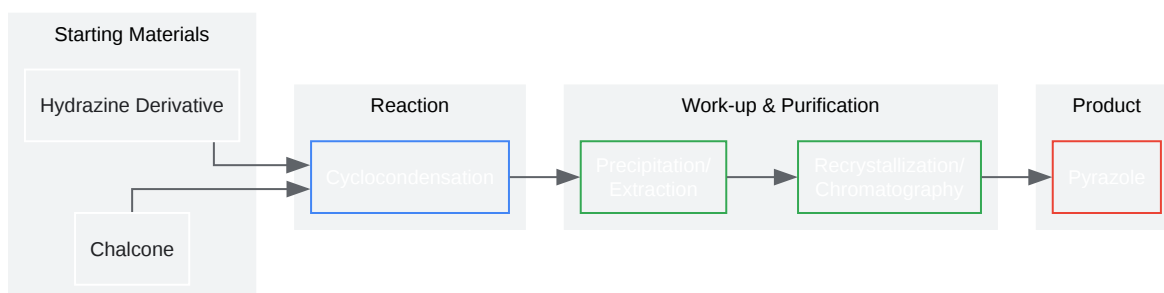 Starting Materials
Hydrazine Derivative
Chalcone
Reaction
Cyclocondensation
Work-up & Purification
Precipitation/
Extraction
Recrystallization/
Chromatography
Product
Pyrazole